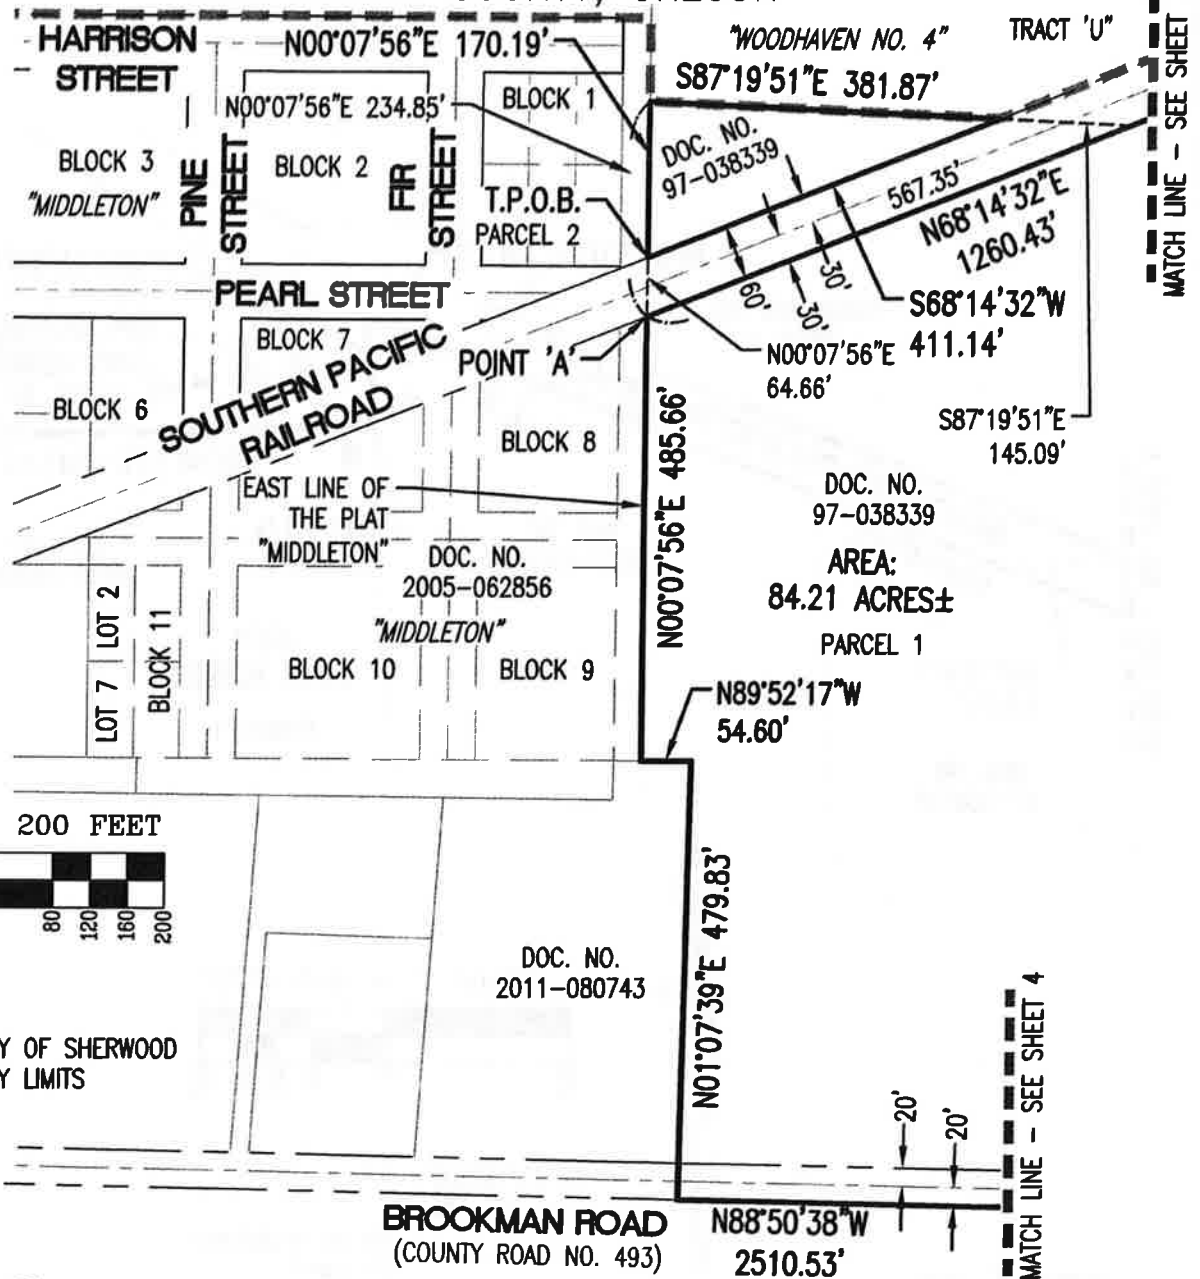 HARRISON
STREET
N00°07'56"E 170.19'
"WOODHAVEN NO. 4"
TRACT 'U'
S87°19'51"E 381.87'
MATCH LINE - SEE SHEET
N00°07'56"E 234.85'
BLOCK 1
DOC. NO.
97-038339
BLOCK 3
"MIDDLETON"
PINE
STREET
BLOCK 2
FIR
STREET
T.P.O.B.
PARCEL 2
567.35'
N68°14'32"E
1260.43'
PEARL STREET
60'
30'
30'
S68°14'32"W
411.14'
BLOCK 7
POINT 'A'
N00°07'56"E
64.66'
SOUTHERN PACIFIC
RAILROAD
BLOCK 6
BLOCK 8
N00°07'56"E 485.66'
S87°19'51"E
145.09'
EAST LINE OF
THE PLAT
"MIDDLETON"
DOC. NO.
97-038339
DOC. NO.
2005-062856
AREA:
84.21 ACRES±
PARCEL 1
"MIDDLETON"
LOT 2
LOT 7
BLOCK 11
BLOCK 10
BLOCK 9
N89°52'17"W
54.60'
200 FEET
80
120
160
200
N01°07'39"E 479.83'
DOC. NO.
2011-080743
Y OF SHERWOOD
Y LIMITS
20'
20'
MATCH LINE - SEE SHEET 4
BROOKMAN ROAD
(COUNTY ROAD NO. 493)
N88°50'38"W
2510.53'